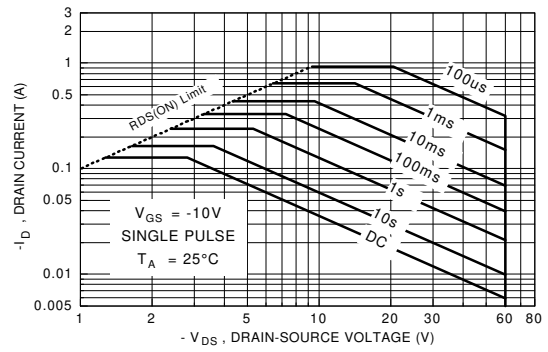 3
1
0.5
0.1
0.05
0.01
0.005
-I_D , DRAIN CURRENT (A)
RDS(ON) Limit
100us
1ms
10ms
100ms
1s
10s
DC
V_GS = -10V
SINGLE PULSE
T_A = 25°C
1 2 3 4 5 10 20 30 60 80
- V_DS , DRAIN-SOURCE VOLTAGE (V)